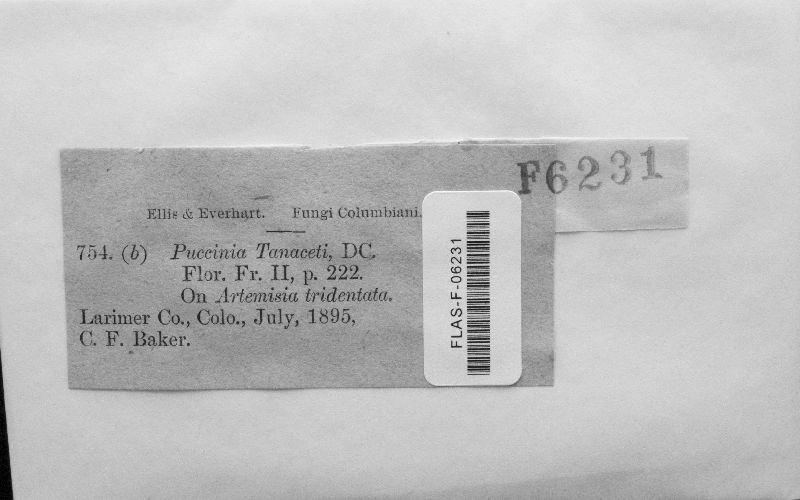 F6231
Ellis & Everhart. Fungi Columbiani.
754. (b) Puccinia Tanaceti, DC.
Flor. Fr. II, p. 222.
On Artemisia tridentata.
Larimer Co., Colo., July, 1895,
C. F. Baker.
FLAS-F-06231